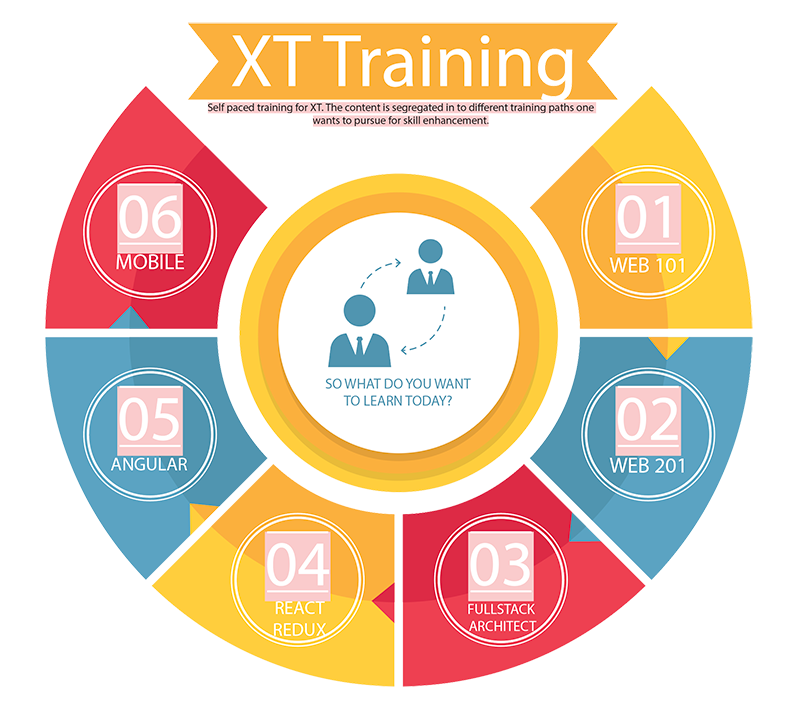 XT Training
Self paced training for XT. The content is segregated in to different training paths one
wants to pursue for skill enhancement.
01
WEB 101
02
WEB 201
03
FULLSTACK
ARCHITECT
04
REACT
REDUX
05
ANGULAR
06
MOBILE
SO WHAT DO YOU WANT
TO LEARN TODAY?